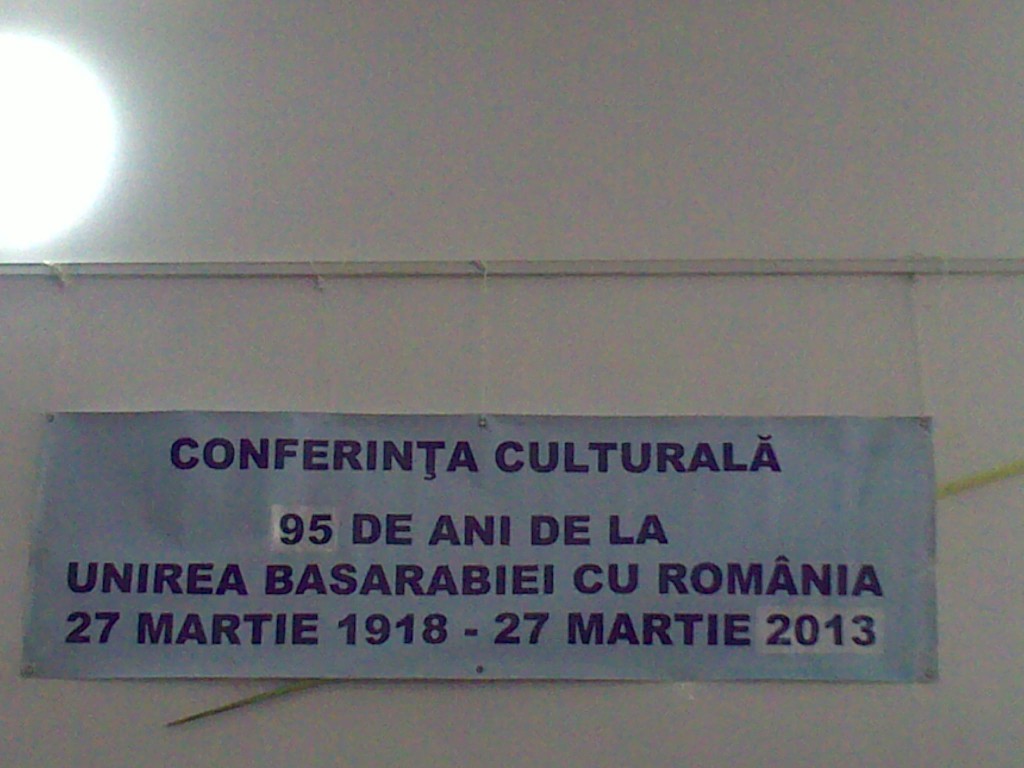 CONFERINŢA CULTURALĂ
95 DE ANI DE LA
UNIREA BASARABIEI CU ROMÂNIA
27 MARTIE 1918 - 27 MARTIE 2013